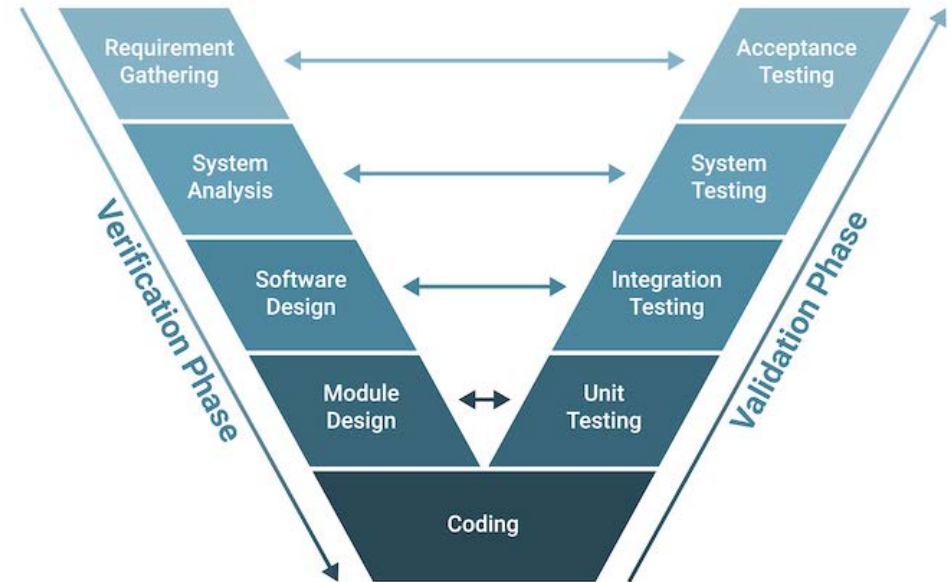 Requirement
Gathering
Acceptance
Testing
System
Analysis
System
Testing
Software
Design
Integration
Testing
Module
Design
Unit
Testing
Coding
Verification Phase
Validation Phase